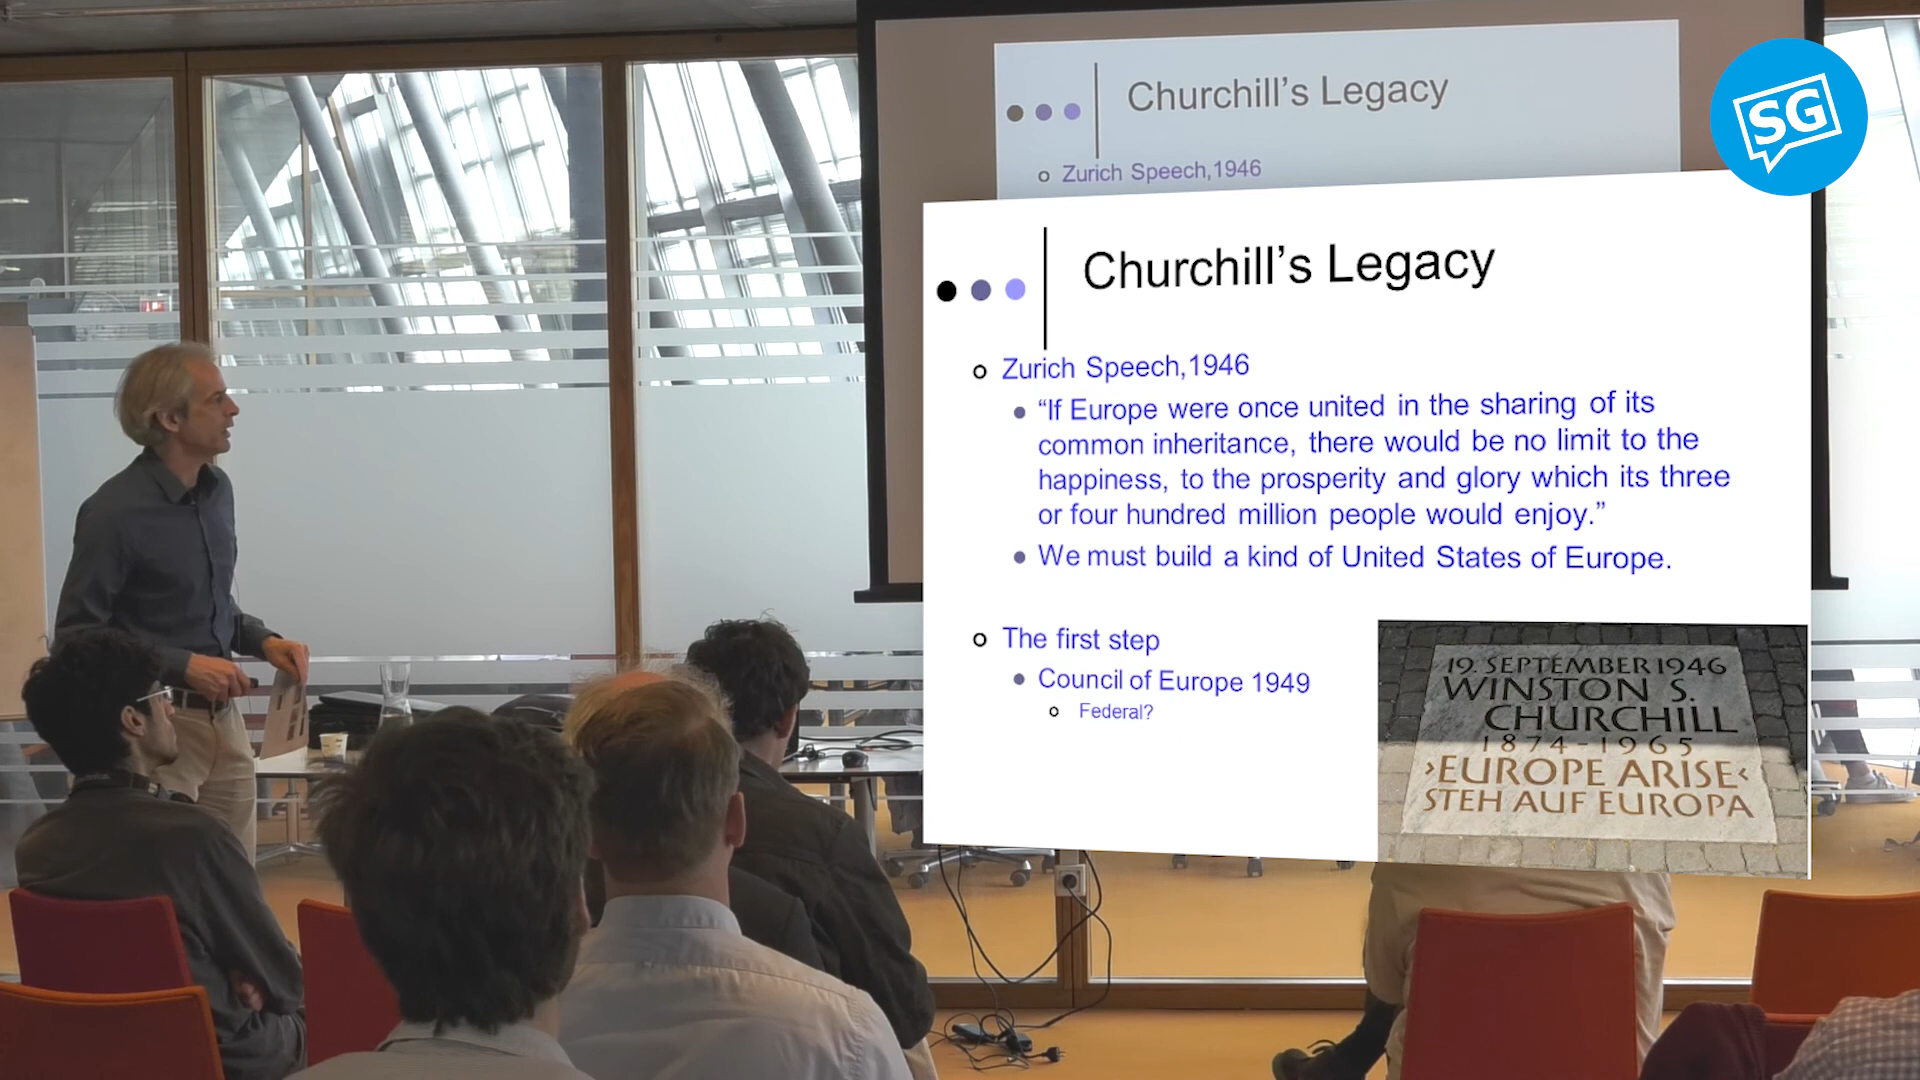 Churchill's Legacy
Zurich Speech,1946
SG
Churchill's Legacy
Zurich Speech,1946
"If Europe were once united in the sharing of its
common inheritance, there would be no limit to the
happiness, to the prosperity and glory which its three
or four hundred million people would enjoy."
We must build a kind of United States of Europe.
The first step
Council of Europe 1949
Federal?
19. SEPTEMBER 1946
WINSTON S.
CHURCHILL
1874-1965
›EUROPE ARISE‹
STEH AUF EUROPA